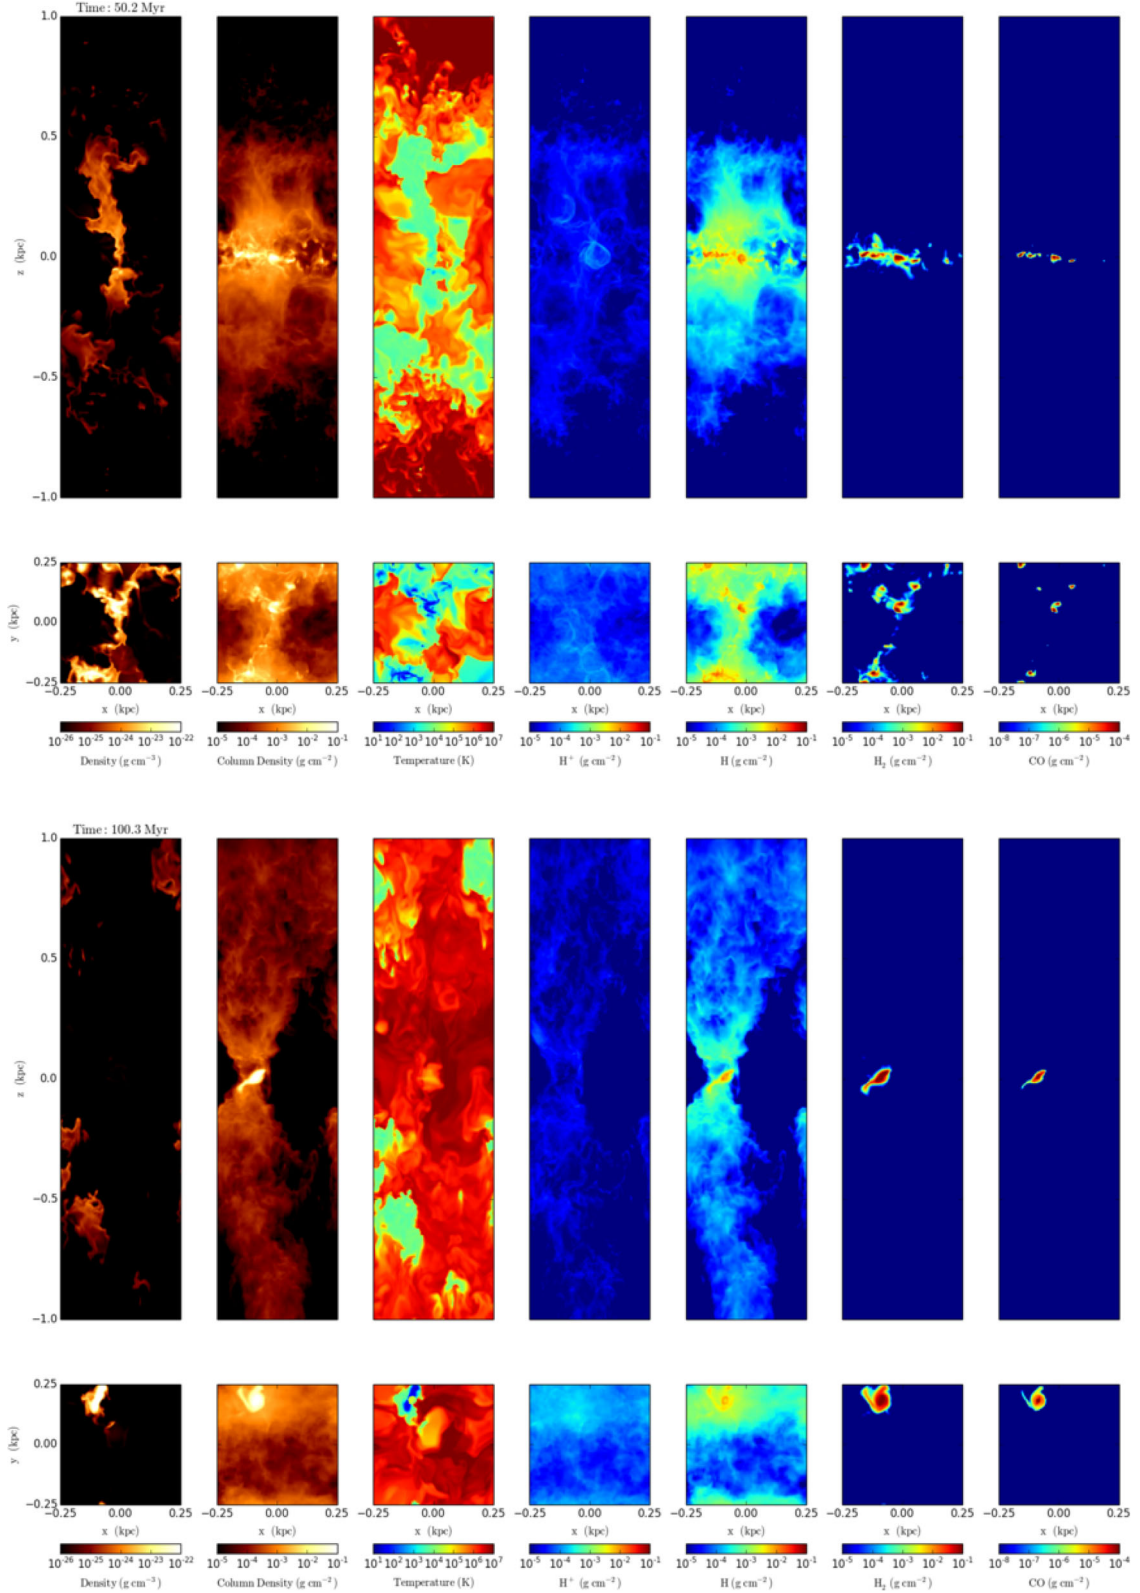 Time: 50.2 Myr
1.0
0.5
z (kpc)
0.0
−0.5
−1.0
0.25
y (kpc)
0.00
−0.25
−0.25 0.00 0.25 −0.25 0.00 0.25 −0.25 0.00 0.25 −0.25 0.00 0.25 −0.25 0.00 0.25 −0.25 0.00 0.25 −0.25 0.00 0.25
x (kpc) x (kpc) x (kpc) x (kpc) x (kpc) x (kpc) x (kpc)
10⁻²⁶ 10⁻²⁵ 10⁻²⁴ 10⁻²³ 10⁻²² 10⁻⁵ 10⁻⁴ 10⁻³ 10⁻² 10⁻¹ 10¹ 10² 10³ 10⁴ 10⁵ 10⁶ 10⁷ 10⁻⁵ 10⁻⁴ 10⁻³ 10⁻² 10⁻¹ 10⁻⁵ 10⁻⁴ 10⁻³ 10⁻² 10⁻¹ 10⁻⁵ 10⁻⁴ 10⁻³ 10⁻² 10⁻¹ 10⁻⁸ 10⁻⁷ 10⁻⁶ 10⁻⁵ 10⁻⁴
Density (g cm⁻³) Column Density (g cm⁻²) Temperature (K) H⁺ (g cm⁻²) H (g cm⁻²) H₂ (g cm⁻²) CO (g cm⁻²)
Time: 100.3 Myr
1.0
0.5
z (kpc)
0.0
−0.5
−1.0
0.25
y (kpc)
0.00
−0.25
−0.25 0.00 0.25 −0.25 0.00 0.25 −0.25 0.00 0.25 −0.25 0.00 0.25 −0.25 0.00 0.25 −0.25 0.00 0.25 −0.25 0.00 0.25
x (kpc) x (kpc) x (kpc) x (kpc) x (kpc) x (kpc) x (kpc)
10⁻²⁶ 10⁻²⁵ 10⁻²⁴ 10⁻²³ 10⁻²² 10⁻⁵ 10⁻⁴ 10⁻³ 10⁻² 10⁻¹ 10¹ 10² 10³ 10⁴ 10⁵ 10⁶ 10⁷ 10⁻⁵ 10⁻⁴ 10⁻³ 10⁻² 10⁻¹ 10⁻⁵ 10⁻⁴ 10⁻³ 10⁻² 10⁻¹ 10⁻⁵ 10⁻⁴ 10⁻³ 10⁻² 10⁻¹ 10⁻⁸ 10⁻⁷ 10⁻⁶ 10⁻⁵ 10⁻⁴
Density (g cm⁻³) Column Density (g cm⁻²) Temperature (K) H⁺ (g cm⁻²) H (g cm⁻²) H₂ (g cm⁻²) CO (g cm⁻²)